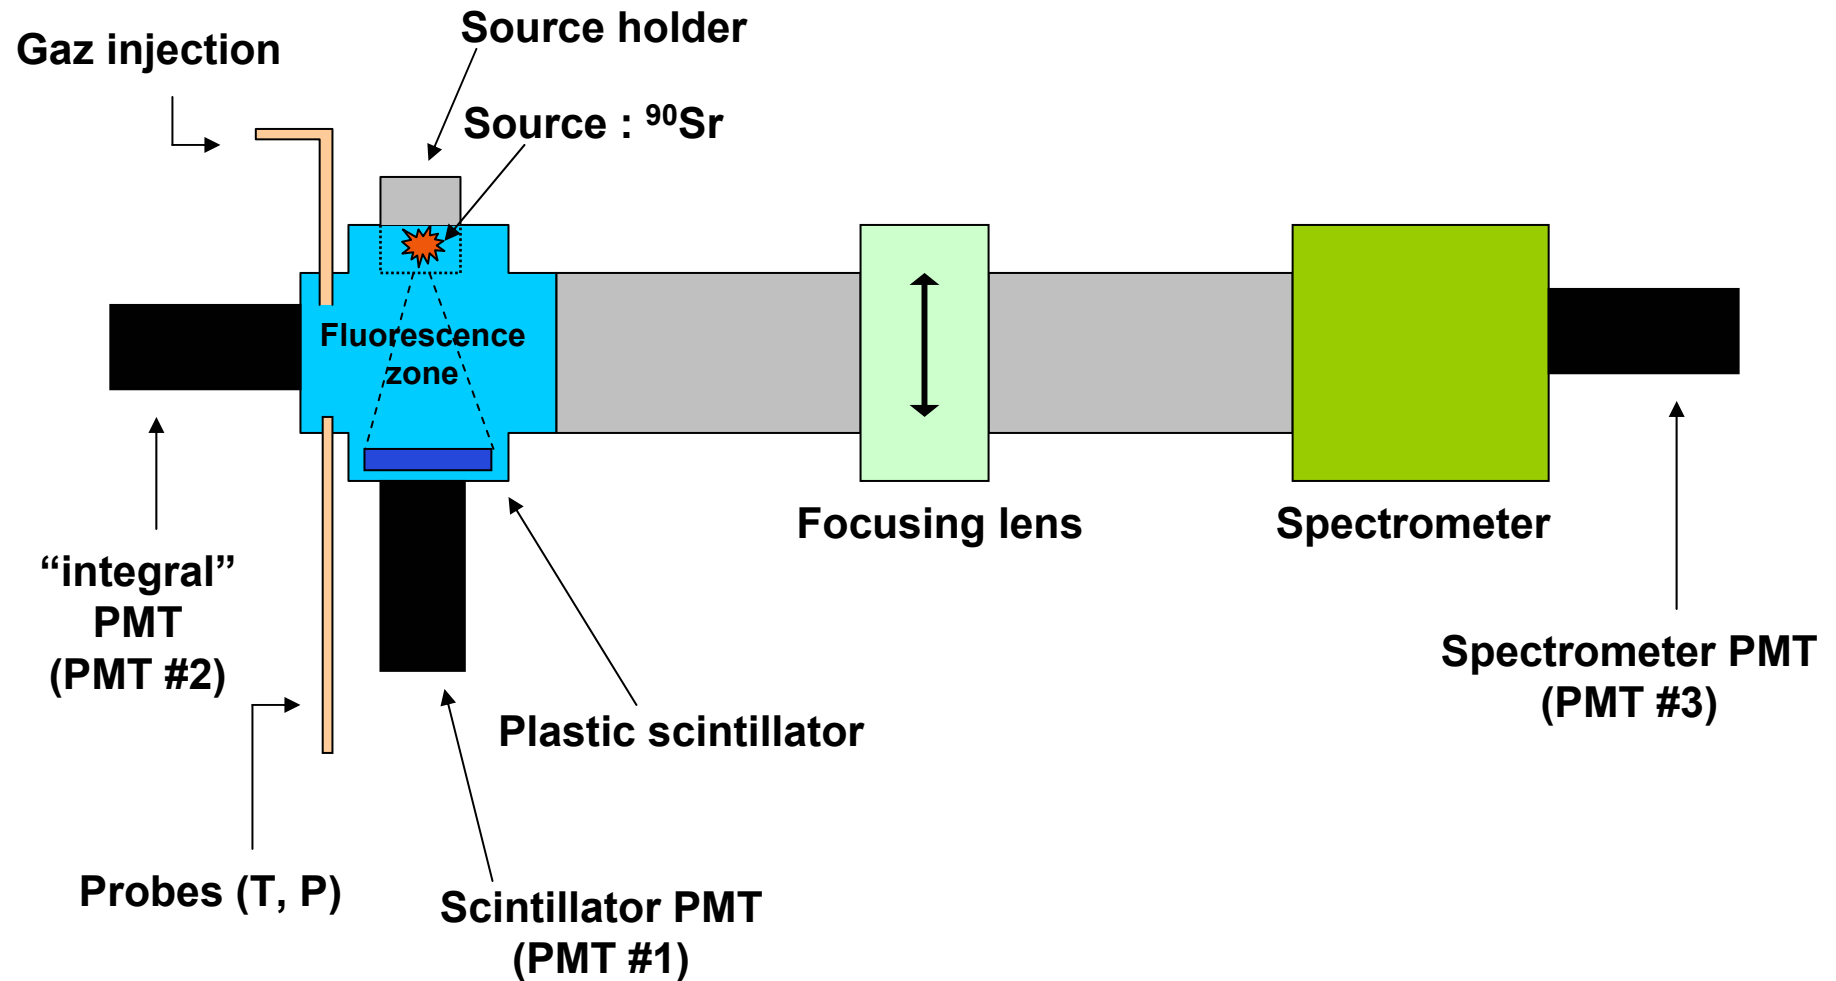 Source holder
Gaz injection
Source : ⁹⁰Sr
Fluorescence
zone
Focusing lens
Spectrometer
“integral”
PMT
(PMT #2)
Spectrometer PMT
(PMT #3)
Plastic scintillator
Probes (T, P)
Scintillator PMT
(PMT #1)